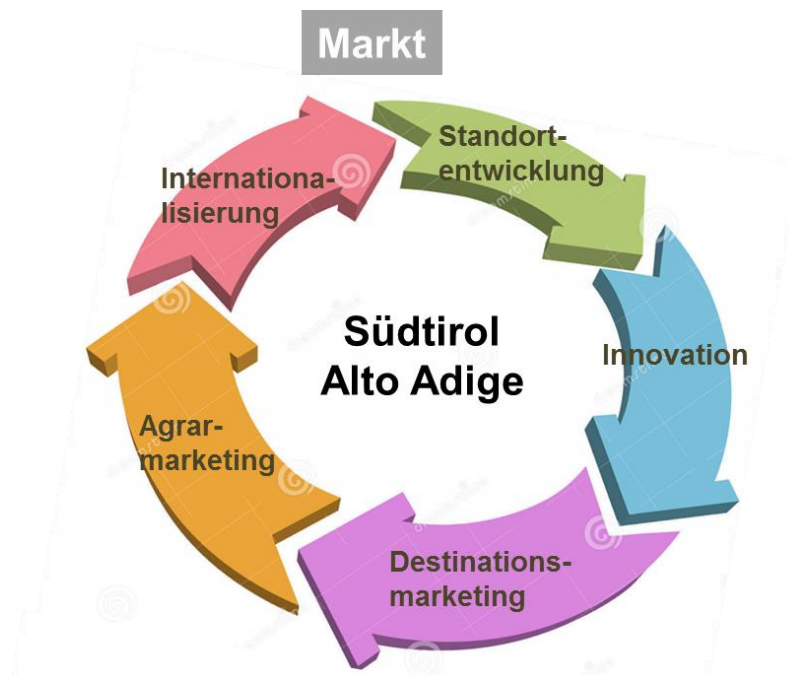 Markt
Standort-
entwicklung
Internationa-
lisierung
Südtirol
Alto Adige
Innovation
Agrar-
marketing
Destinations-
marketing